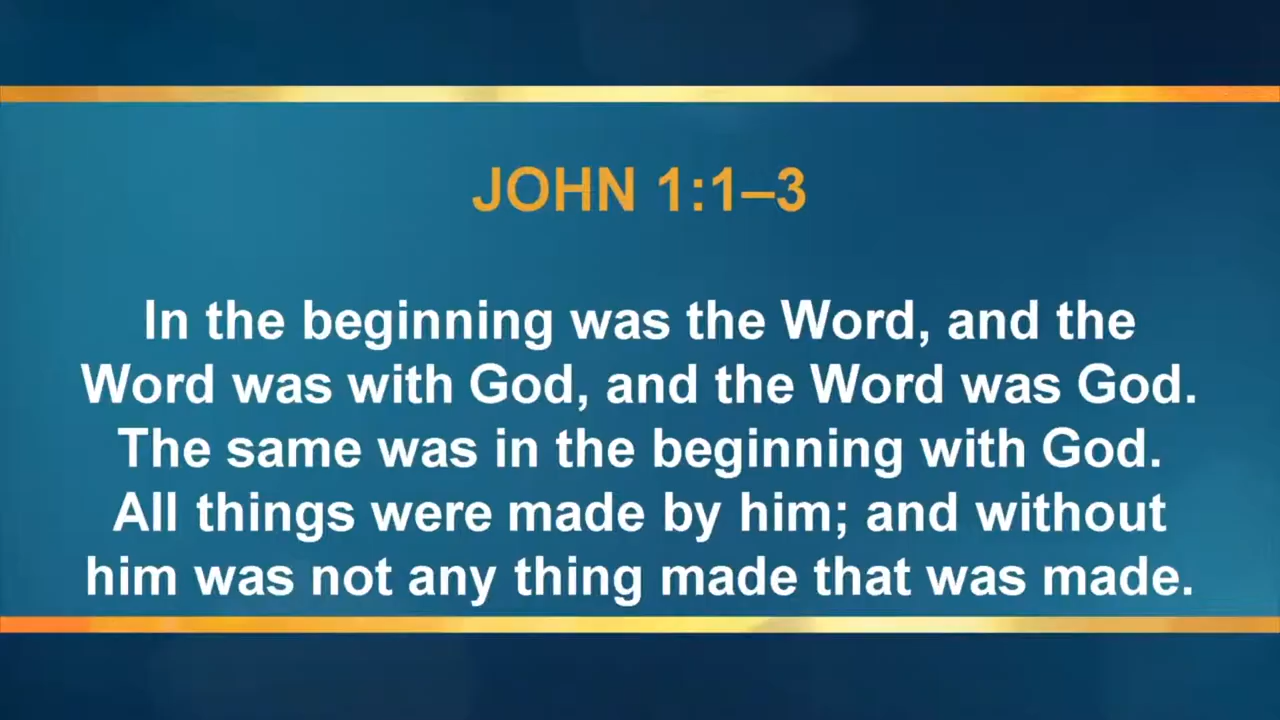 JOHN 1:1–3
In the beginning was the Word, and the
Word was with God, and the Word was God.
The same was in the beginning with God.
All things were made by him; and without
him was not any thing made that was made.